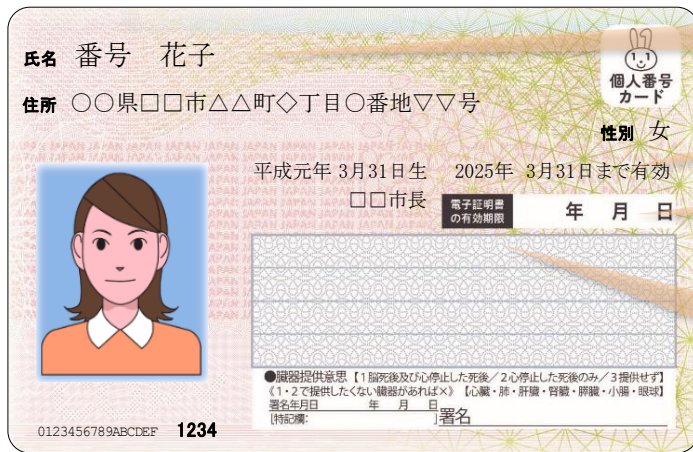 氏名 番号 花子
個人番号
カード
住所 ○○県□□市△△町◇丁目○番地▽▽号
性別 女
平成元年 3月31日生 2025年 3月31日まで有効
□□市長
電子証明書
の有効期限
年 月 日
●臓器提供意思【1脳死後及び心停止した死後／2心停止した死後のみ／3提供せず】
《1・2で提供したくない臓器があれば×》【心臓・肺・肝臓・腎臓・膵臓・小腸・眼球】
署名年月日 年 月 日
[特記欄: ]署名
0123456789ABCDEF 1234